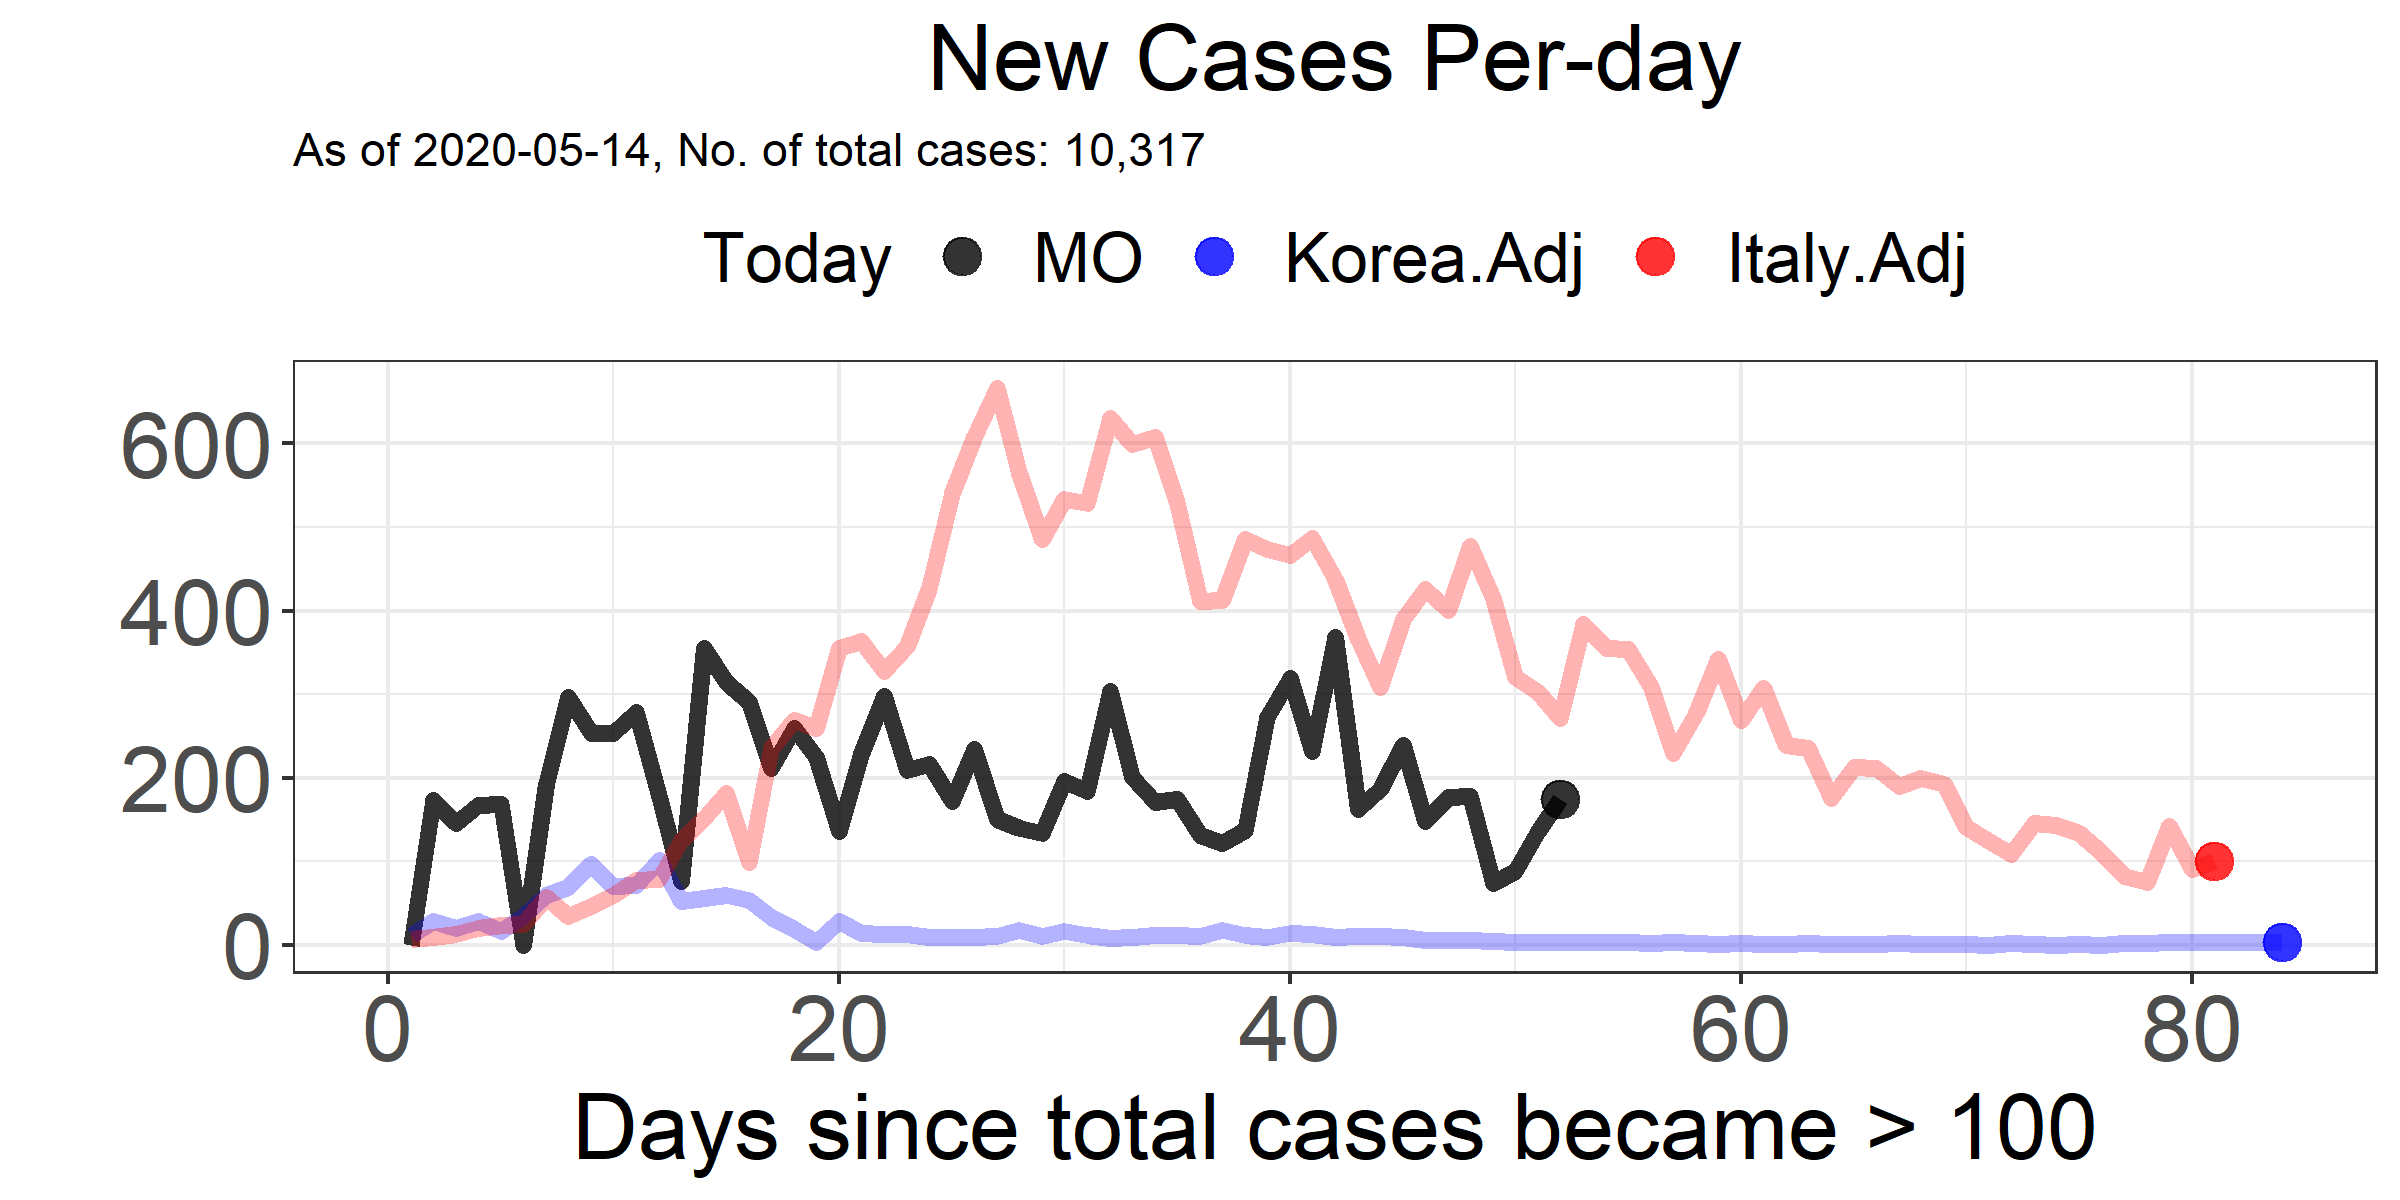 New Cases Per-day
As of 2020-05-14, No. of total cases: 10,317
Today MO Korea.Adj Italy.Adj
600
400
200
0
0 20 40 60 80
Days since total cases became > 100